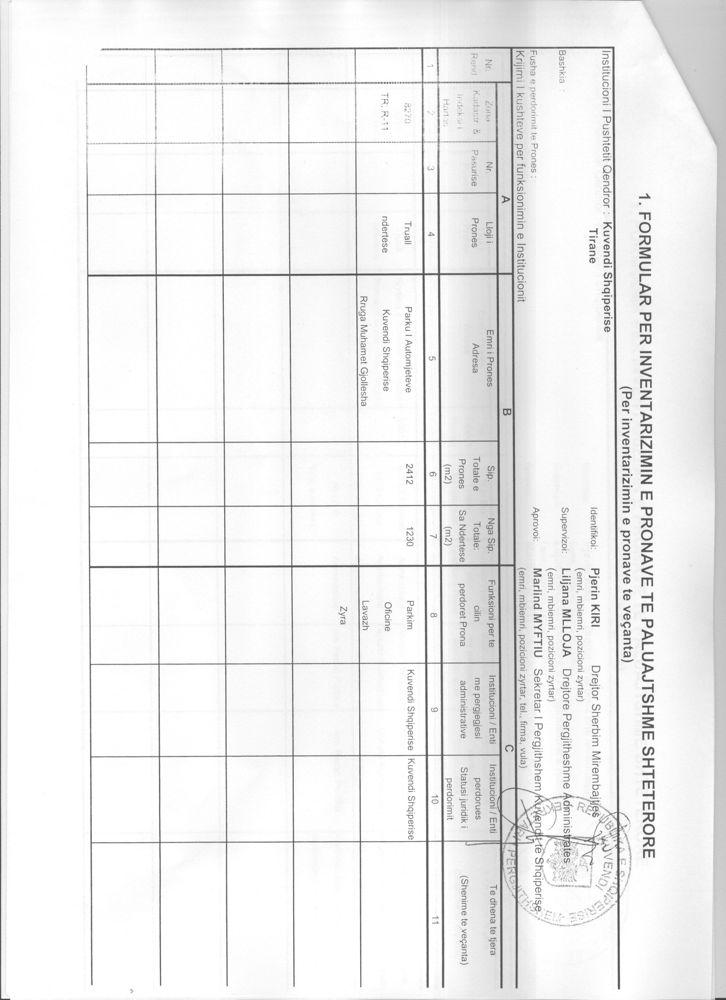 1. FORMULAR PER INVENTARIZIMIN E PRONAVE TE PALUAJTSHME SHTETERORE
(Per inventarizimin e pronave te veçanta)
Institucioni I Pushtetit Qendror : Kuvendi Shqiperise
Tirane
Identifikoi: Pjerin KIRI Drejtor Sherbim Mirembajtjes
(emri, mbiemri, pozicioni zyrtar)
Bashkia :
Supervizoi: Liljana MLLOJA Drejtore Pergjitheshme Administrates
(emri, mbiemri, pozicioni zyrtar)
Fusha e perdorimit te Prones :
Aprovoi: Marlind MYFTIU Sekretar I Pergjithshem Kuvendit te Shqiperise
Krijimi I kushteve per funksionimin e Institucionit
(emri, mbiemri, pozicioni zyrtar, tel., firma, vula)
REPUBLIKA E SHQIPERISE
KUVENDI
A B C
Nr. Zona Nr. Lloji i Emri i Prones Sip. Nga Sip. Funksioni per te Institucioni / Enti Institucioni / Enti Te dhena te tjera
Rend Kadastr & Pasurise Prones Adresa Totale e Totale: cilin me pergjegjesi perdorues
Indeksi i Prones Sa Ndertese perdoret Prona administrative Statusi juridik i (Shenime te veçanta)
Hartes (m2) (m2) perdorimit
1 2 3 4 5 6 7 8 9 10 11
8270 Truall Parku I Automjeteve 2412 1230 Parkim Kuvendi Shqiperise Kuvendi Shqiperise
TR; R-11 ndertese Kuvendi Shqiperise Oficine
Rruga Muhamet Gjollesha Lavazh
Zyra